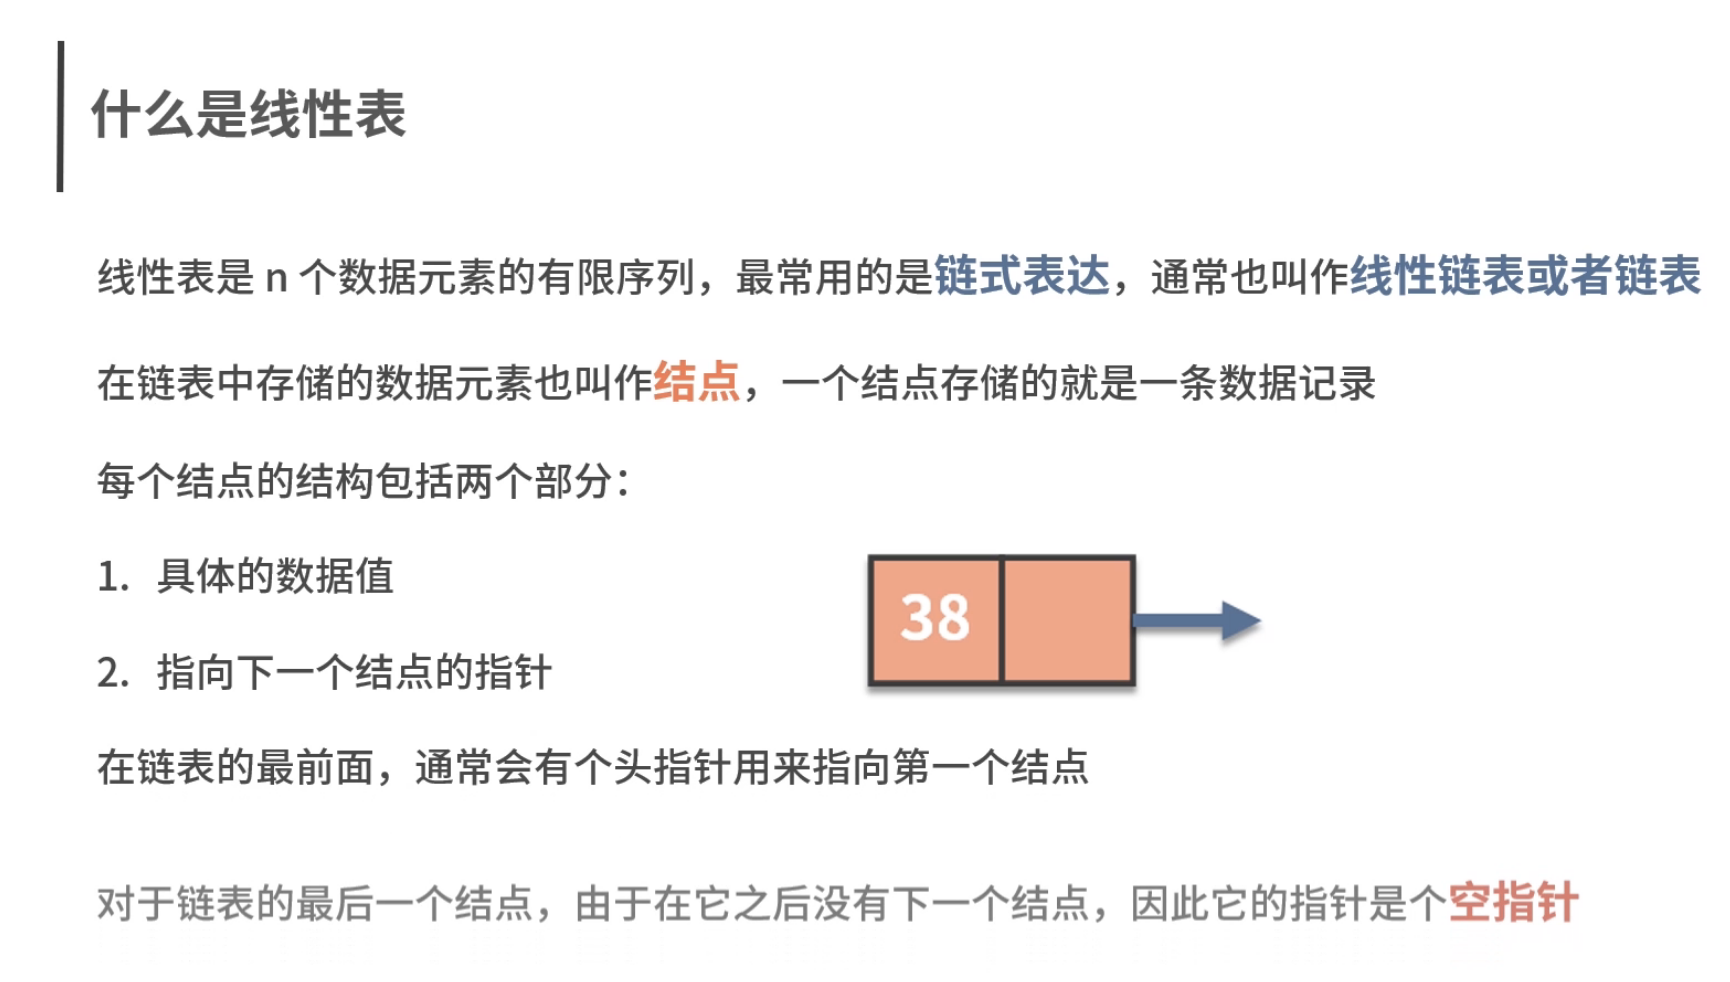 什么是线性表
线性表是 n 个数据元素的有限序列，最常用的是链式表达，通常也叫作线性链表或者链表
在链表中存储的数据元素也叫作结点，一个结点存储的就是一条数据记录
每个结点的结构包括两个部分：
1. 具体的数据值
38
2. 指向下一个结点的指针
在链表的最前面，通常会有个头指针用来指向第一个结点
对于链表的最后一个结点，由于在它之后没有下一个结点，因此它的指针是个空指针